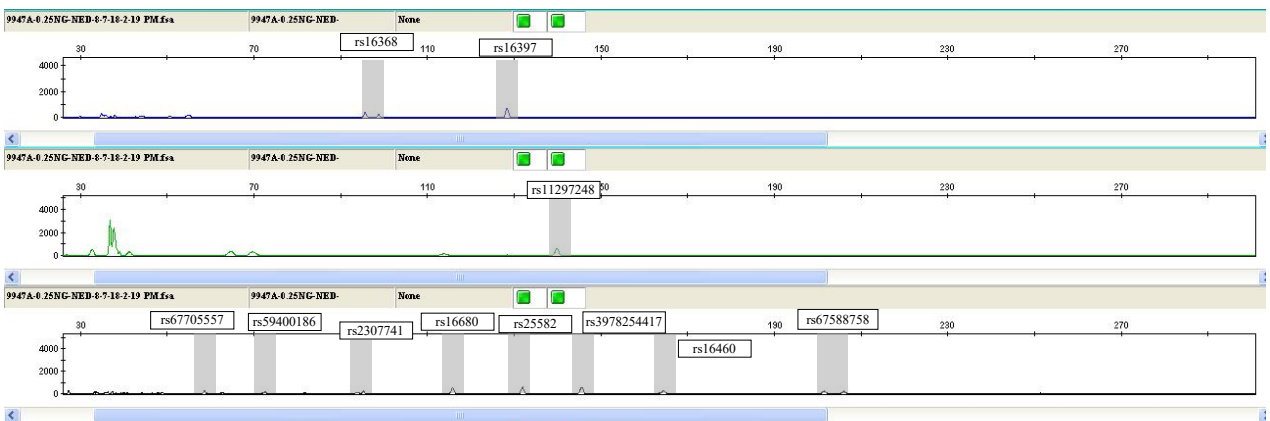 9947A-0.25NG-NED-8-7-18-2-19 PM.fsa 9947A-0.25NG-NED- None
rs16368 rs16397
30 70 110 150 190 230 270
4000
2000
0
9947A-0.25NG-NED-8-7-18-2-19 PM.fsa 9947A-0.25NG-NED- None
30 70 110 190 230 270
rs11297248
4000
2000
0
9947A-0.25NG-NED-8-7-18-2-19 PM.fsa 9947A-0.25NG-NED- None
rs67705557 rs59400186 rs2307741 rs16680 rs25582 rs3978254417 rs16460 rs67588758
30 190 230 270
4000
2000
0